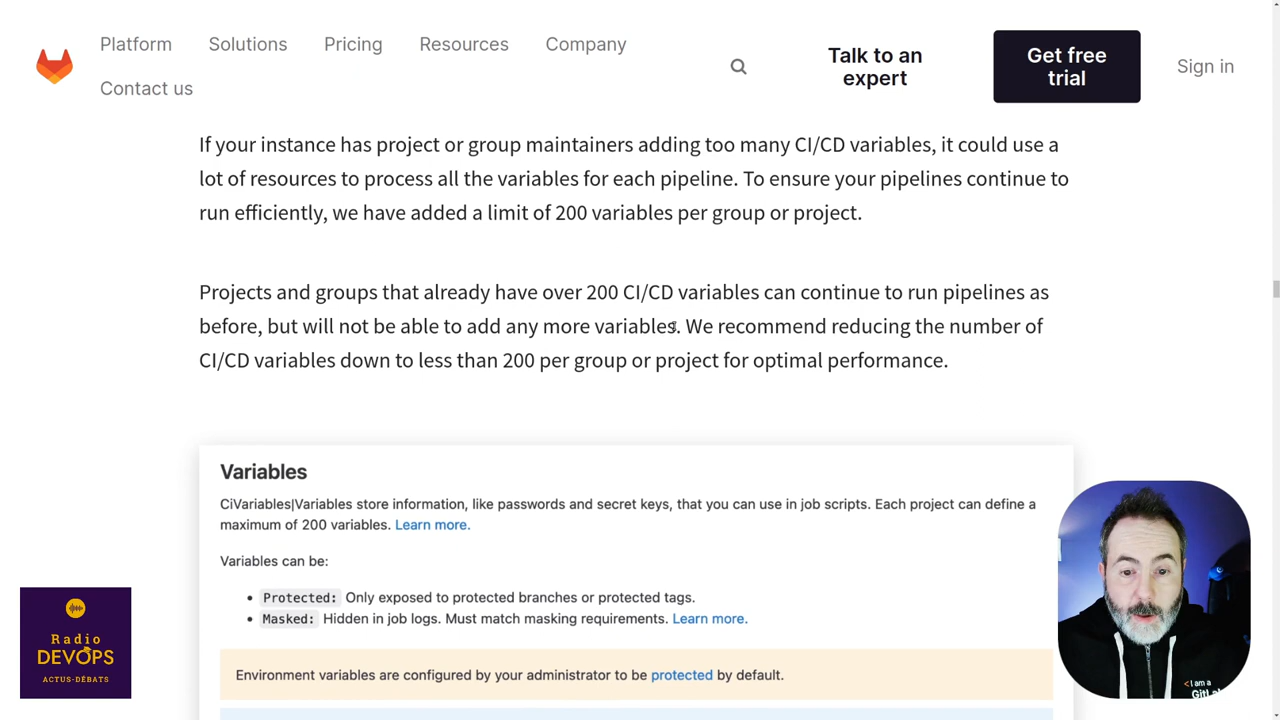 Platform
Solutions
Pricing
Resources
Company
Contact us
Talk to an
expert
Get free
trial
Sign in
If your instance has project or group maintainers adding too many CI/CD variables, it could use a
lot of resources to process all the variables for each pipeline. To ensure your pipelines continue to
run efficiently, we have added a limit of 200 variables per group or project.
Projects and groups that already have over 200 CI/CD variables can continue to run pipelines as
before, but will not be able to add any more variables. We recommend reducing the number of
CI/CD variables down to less than 200 per group or project for optimal performance.
Variables
CiVariables|Variables store information, like passwords and secret keys, that you can use in job scripts. Each project can define a
maximum of 200 variables. Learn more.
Variables can be:
Protected: Only exposed to protected branches or protected tags.
Masked: Hidden in job logs. Must match masking requirements. Learn more.
Environment variables are configured by your administrator to be protected by default.
Radio
DEVOPS
ACTUS-DÉBATS
<I am a